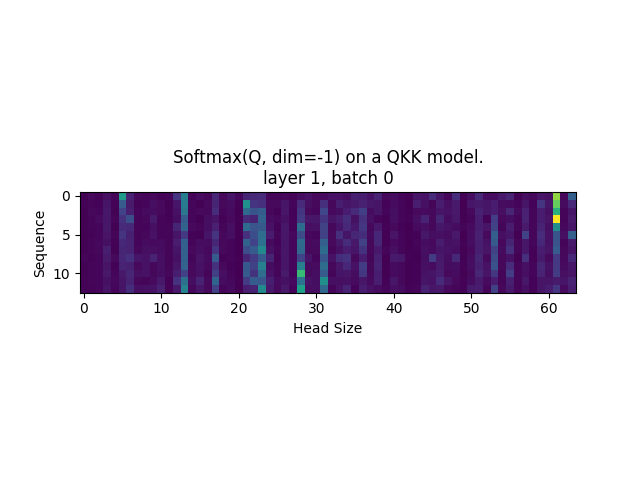 Softmax(Q, dim=-1) on a QKK model.
layer 1, batch 0
0
5
10
Sequence
0 10 20 30 40 50 60
Head Size